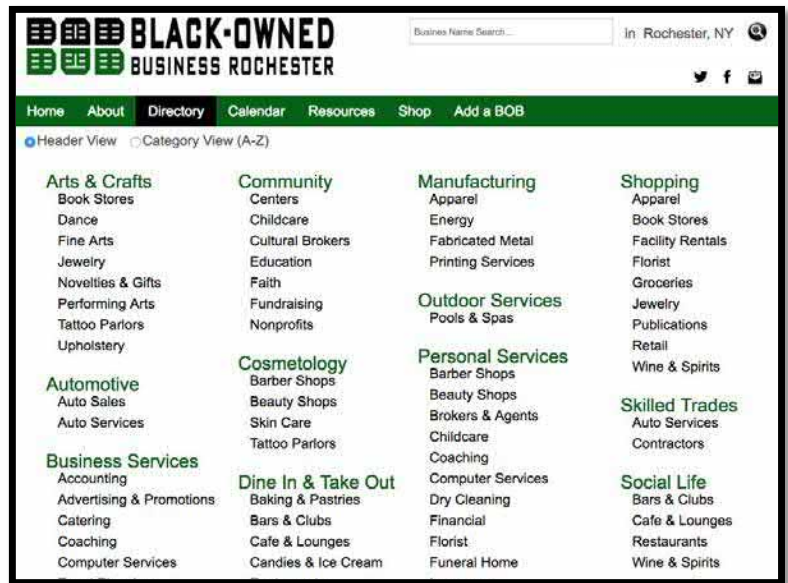 BLACK-OWNED
BUSINESS ROCHESTER
Busines Name Search...
in Rochester, NY
Home About Directory Calendar Resources Shop Add a BOB
Header View Category View (A-Z)
Arts & Crafts
Book Stores
Dance
Fine Arts
Jewelry
Novelties & Gifts
Performing Arts
Tattoo Parlors
Upholstery
Automotive
Auto Sales
Auto Services
Business Services
Accounting
Advertising & Promotions
Catering
Coaching
Computer Services
Community
Centers
Childcare
Cultural Brokers
Education
Faith
Fundraising
Nonprofits
Cosmetology
Barber Shops
Beauty Shops
Skin Care
Tattoo Parlors
Dine In & Take Out
Baking & Pastries
Bars & Clubs
Cafe & Lounges
Candies & Ice Cream
Manufacturing
Apparel
Energy
Fabricated Metal
Printing Services
Outdoor Services
Pools & Spas
Personal Services
Barber Shops
Beauty Shops
Brokers & Agents
Childcare
Coaching
Computer Services
Dry Cleaning
Financial
Florist
Funeral Home
Shopping
Apparel
Book Stores
Facility Rentals
Florist
Groceries
Jewelry
Publications
Retail
Wine & Spirits
Skilled Trades
Auto Services
Contractors
Social Life
Bars & Clubs
Cafe & Lounges
Restaurants
Wine & Spirits